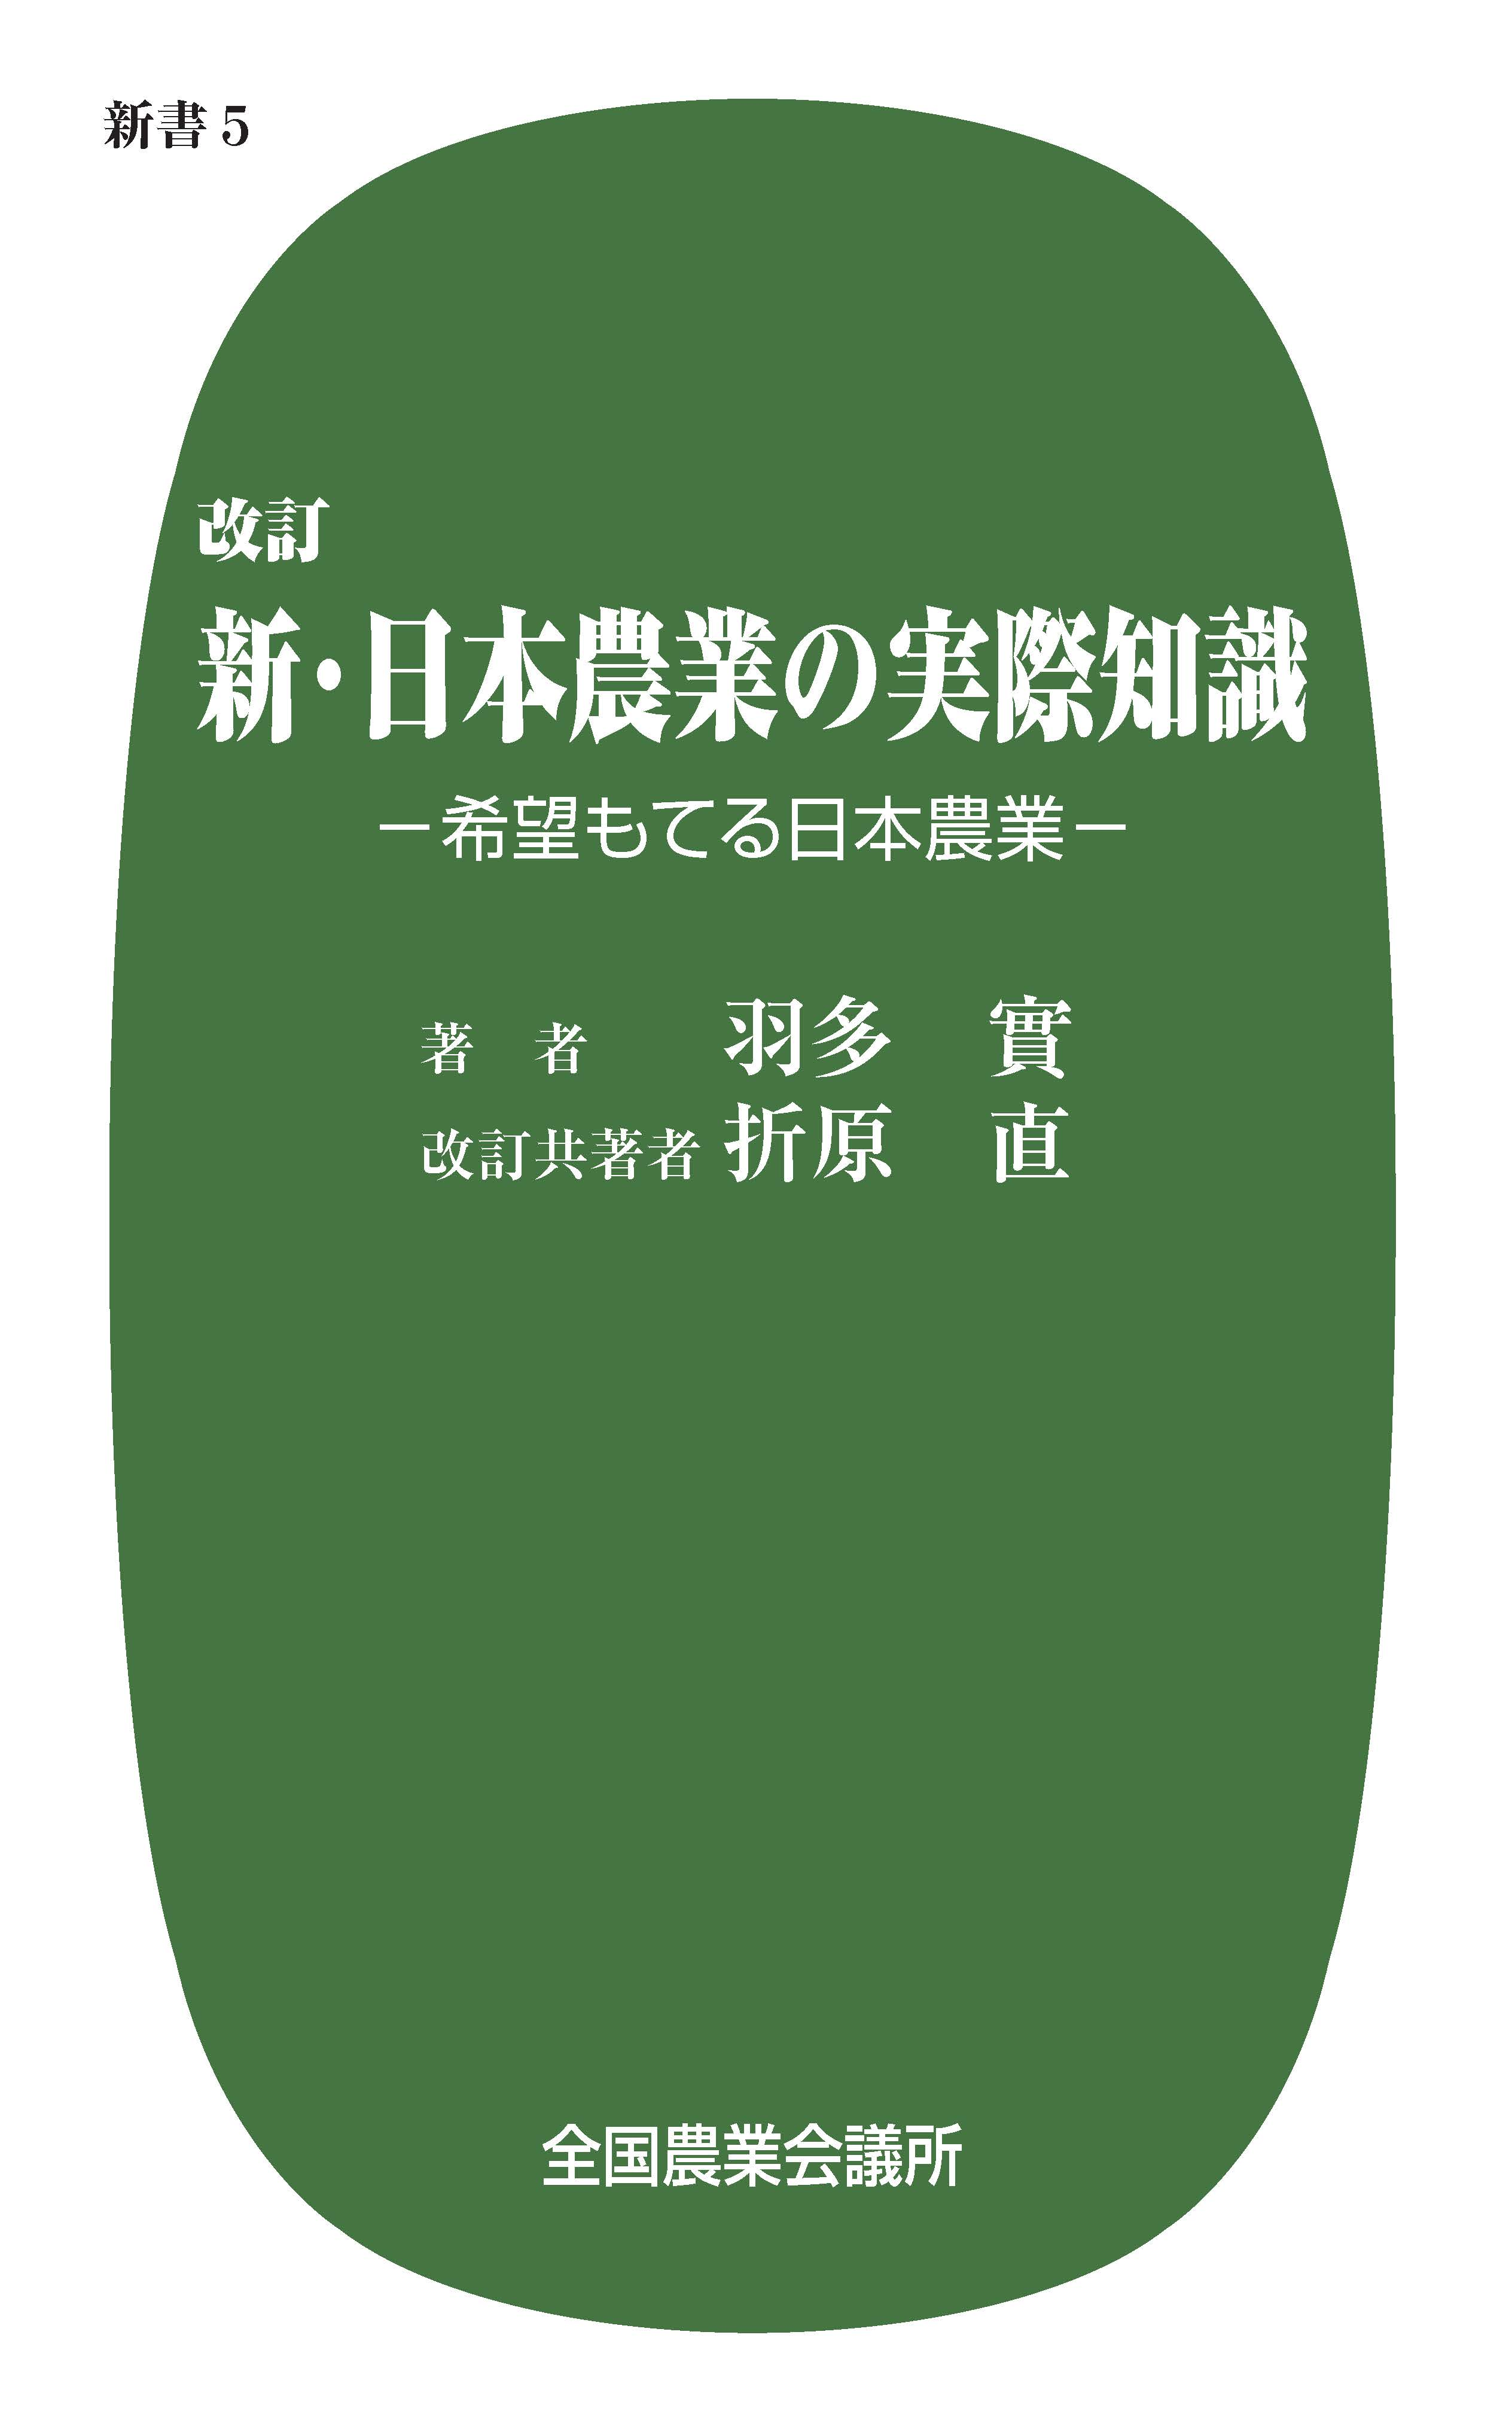 新書 5
改訂
新・日本農業の実際知識
－希望もてる日本農業－
著　者　羽多　實
改訂共著者　折原　直
全国農業会議所